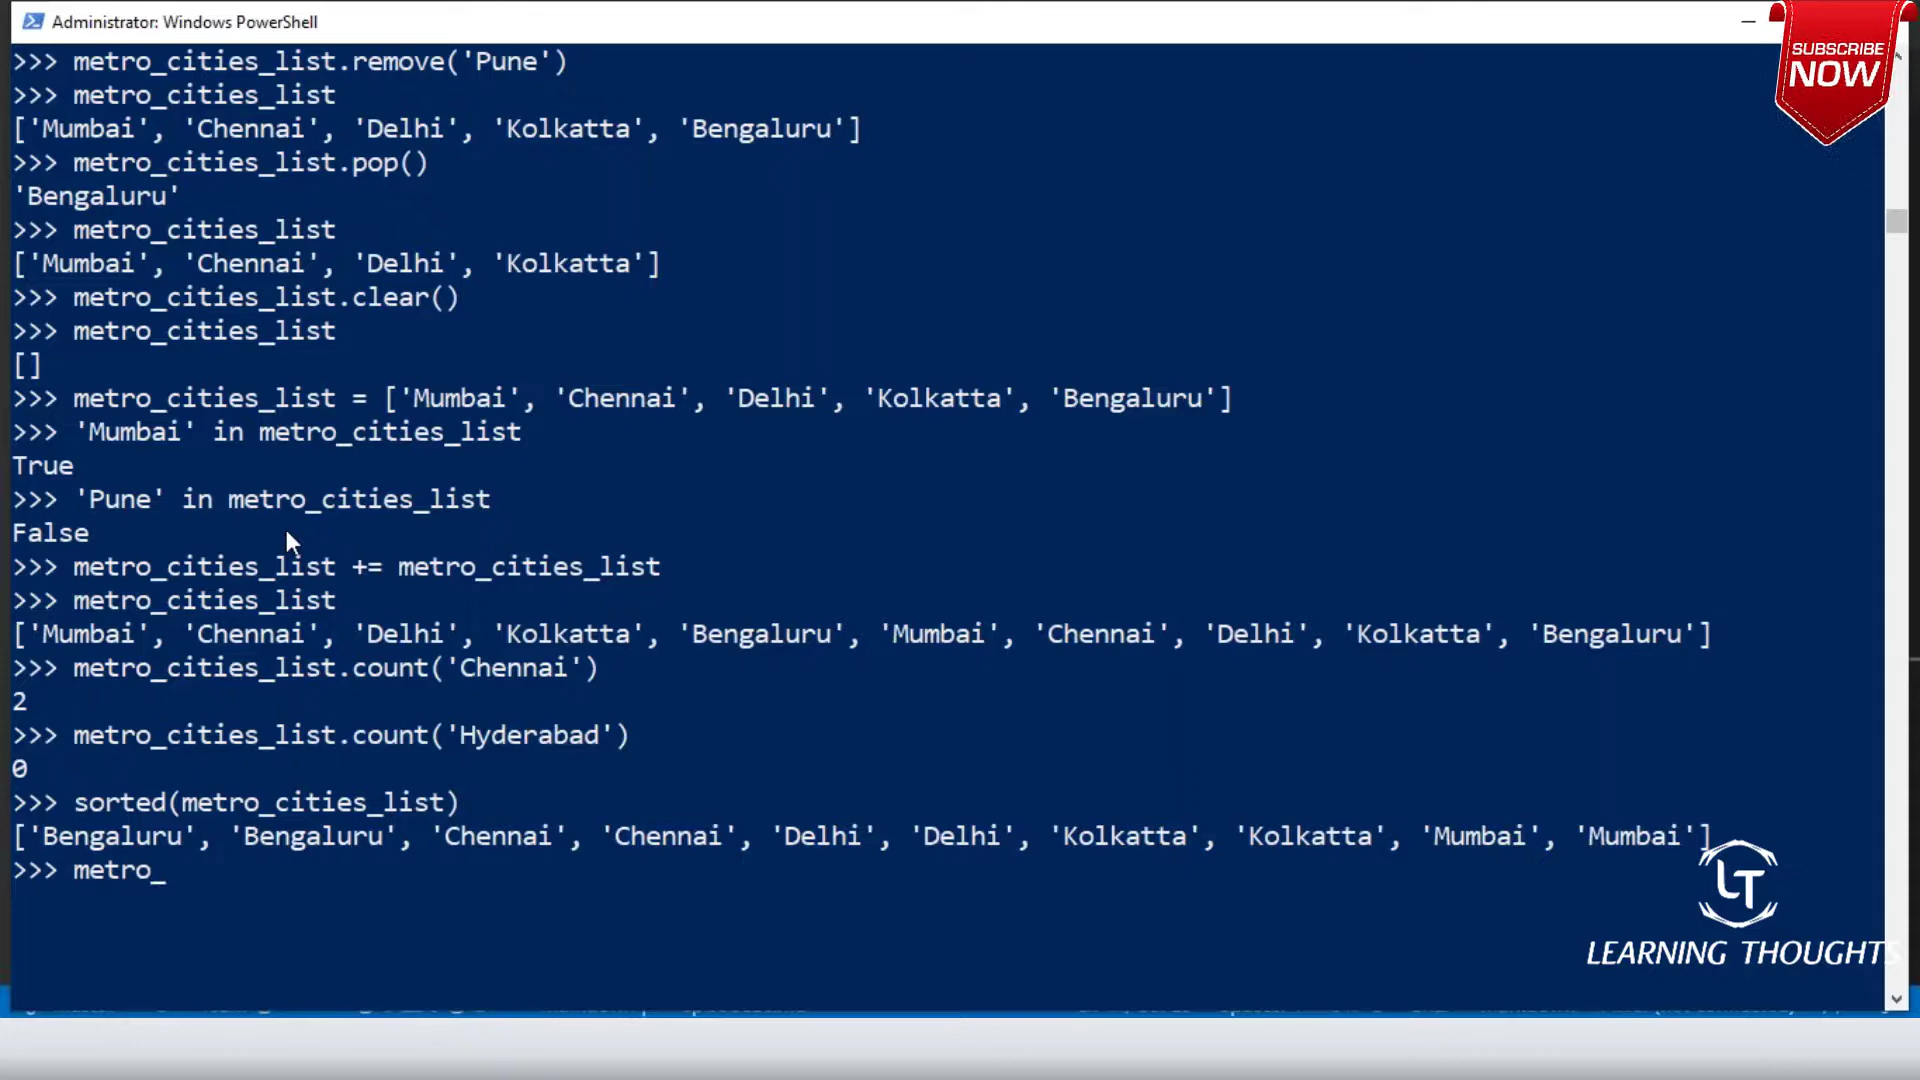 Administrator: Windows PowerShell
SUBSCRIBE
NOW
>>> metro_cities_list.remove('Pune')
>>> metro_cities_list
['Mumbai', 'Chennai', 'Delhi', 'Kolkatta', 'Bengaluru']
>>> metro_cities_list.pop()
'Bengaluru'
>>> metro_cities_list
['Mumbai', 'Chennai', 'Delhi', 'Kolkatta']
>>> metro_cities_list.clear()
>>> metro_cities_list
[]
>>> metro_cities_list = ['Mumbai', 'Chennai', 'Delhi', 'Kolkatta', 'Bengaluru']
>>> 'Mumbai' in metro_cities_list
True
>>> 'Pune' in metro_cities_list
False
>>> metro_cities_list += metro_cities_list
>>> metro_cities_list
['Mumbai', 'Chennai', 'Delhi', 'Kolkatta', 'Bengaluru', 'Mumbai', 'Chennai', 'Delhi', 'Kolkatta', 'Bengaluru']
>>> metro_cities_list.count('Chennai')
2
>>> metro_cities_list.count('Hyderabad')
0
>>> sorted(metro_cities_list)
['Bengaluru', 'Bengaluru', 'Chennai', 'Chennai', 'Delhi', 'Delhi', 'Kolkatta', 'Kolkatta', 'Mumbai', 'Mumbai']
>>> metro_
LT
LEARNING THOUGHTS